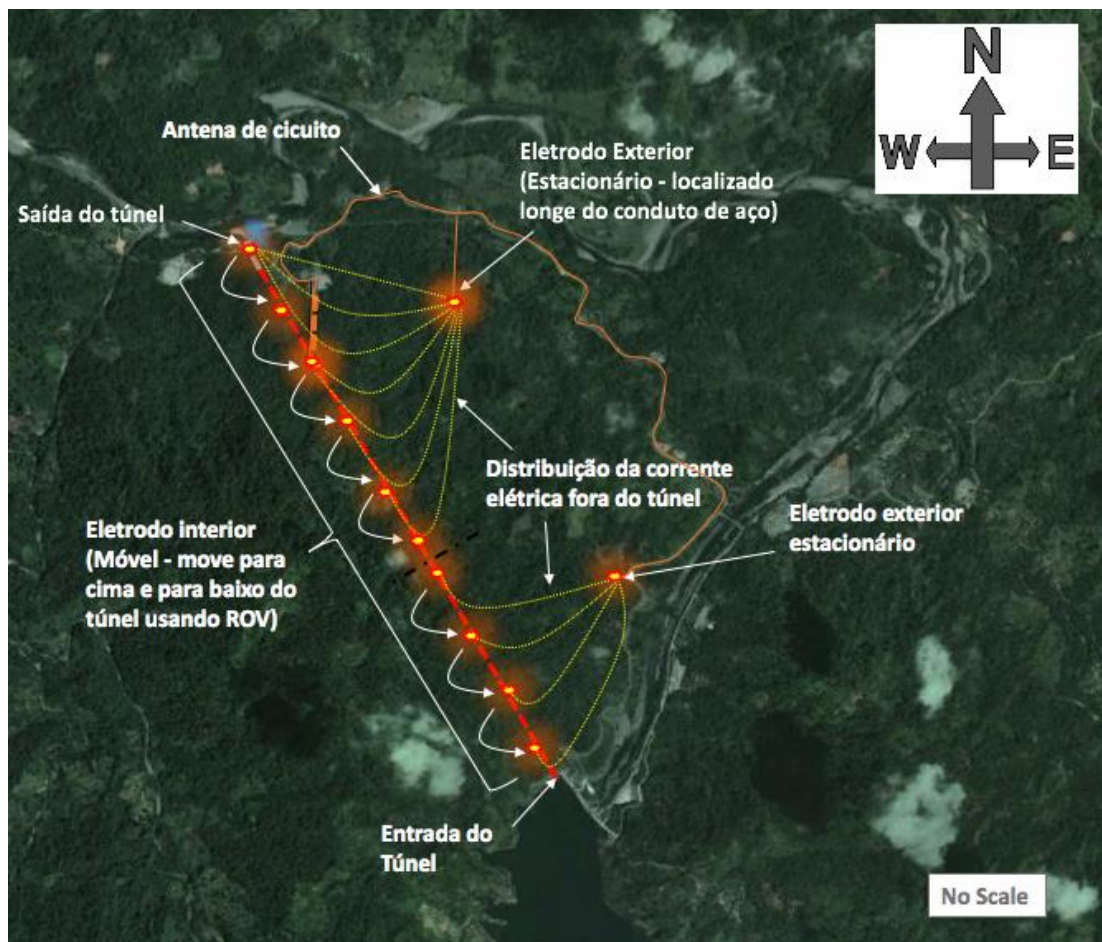 N
W E
Antena de cicuito
Eletrodo Exterior
(Estacionário - localizado
longe do conduto de aço)
Saída do túnel
Distribuição da corrente
elétrica fora do túnel
Eletrodo exterior
estacionário
Eletrodo interior
(Móvel - move para
cima e para baixo do
túnel usando ROV)
Entrada do
Túnel
No Scale